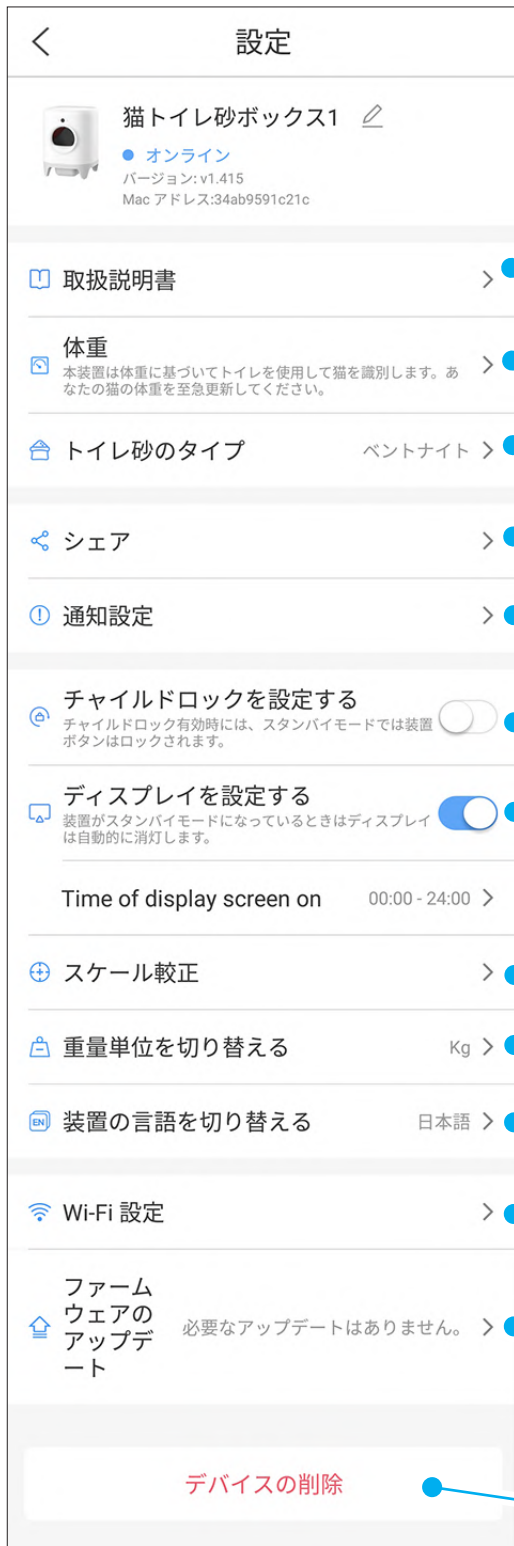 設定
猫トイレ砂ボックス1
オンライン
バージョン: v1.415
Mac アドレス:34ab9591c21c
取扱説明書
体重
本装置は体重に基づいてトイレを使用して猫を識別します。あ
なたの猫の体重を至急更新してください。
トイレ砂のタイプ ベントナイト
シェア
通知設定
チャイルドロックを設定する
チャイルドロック有効時には、スタンバイモードでは装置
ボタンはロックされます。
ディスプレイを設定する
装置がスタンバイモードになっているときはディスプレイ
は自動的に消灯します。
Time of display screen on 00:00 - 24:00
スケール較正
重量単位を切り替える Kg
EN 装置の言語を切り替える 日本語
Wi-Fi 設定
ファーム
ウェアの
アップデ
ート
必要なアップデートはありません。
デバイスの削除